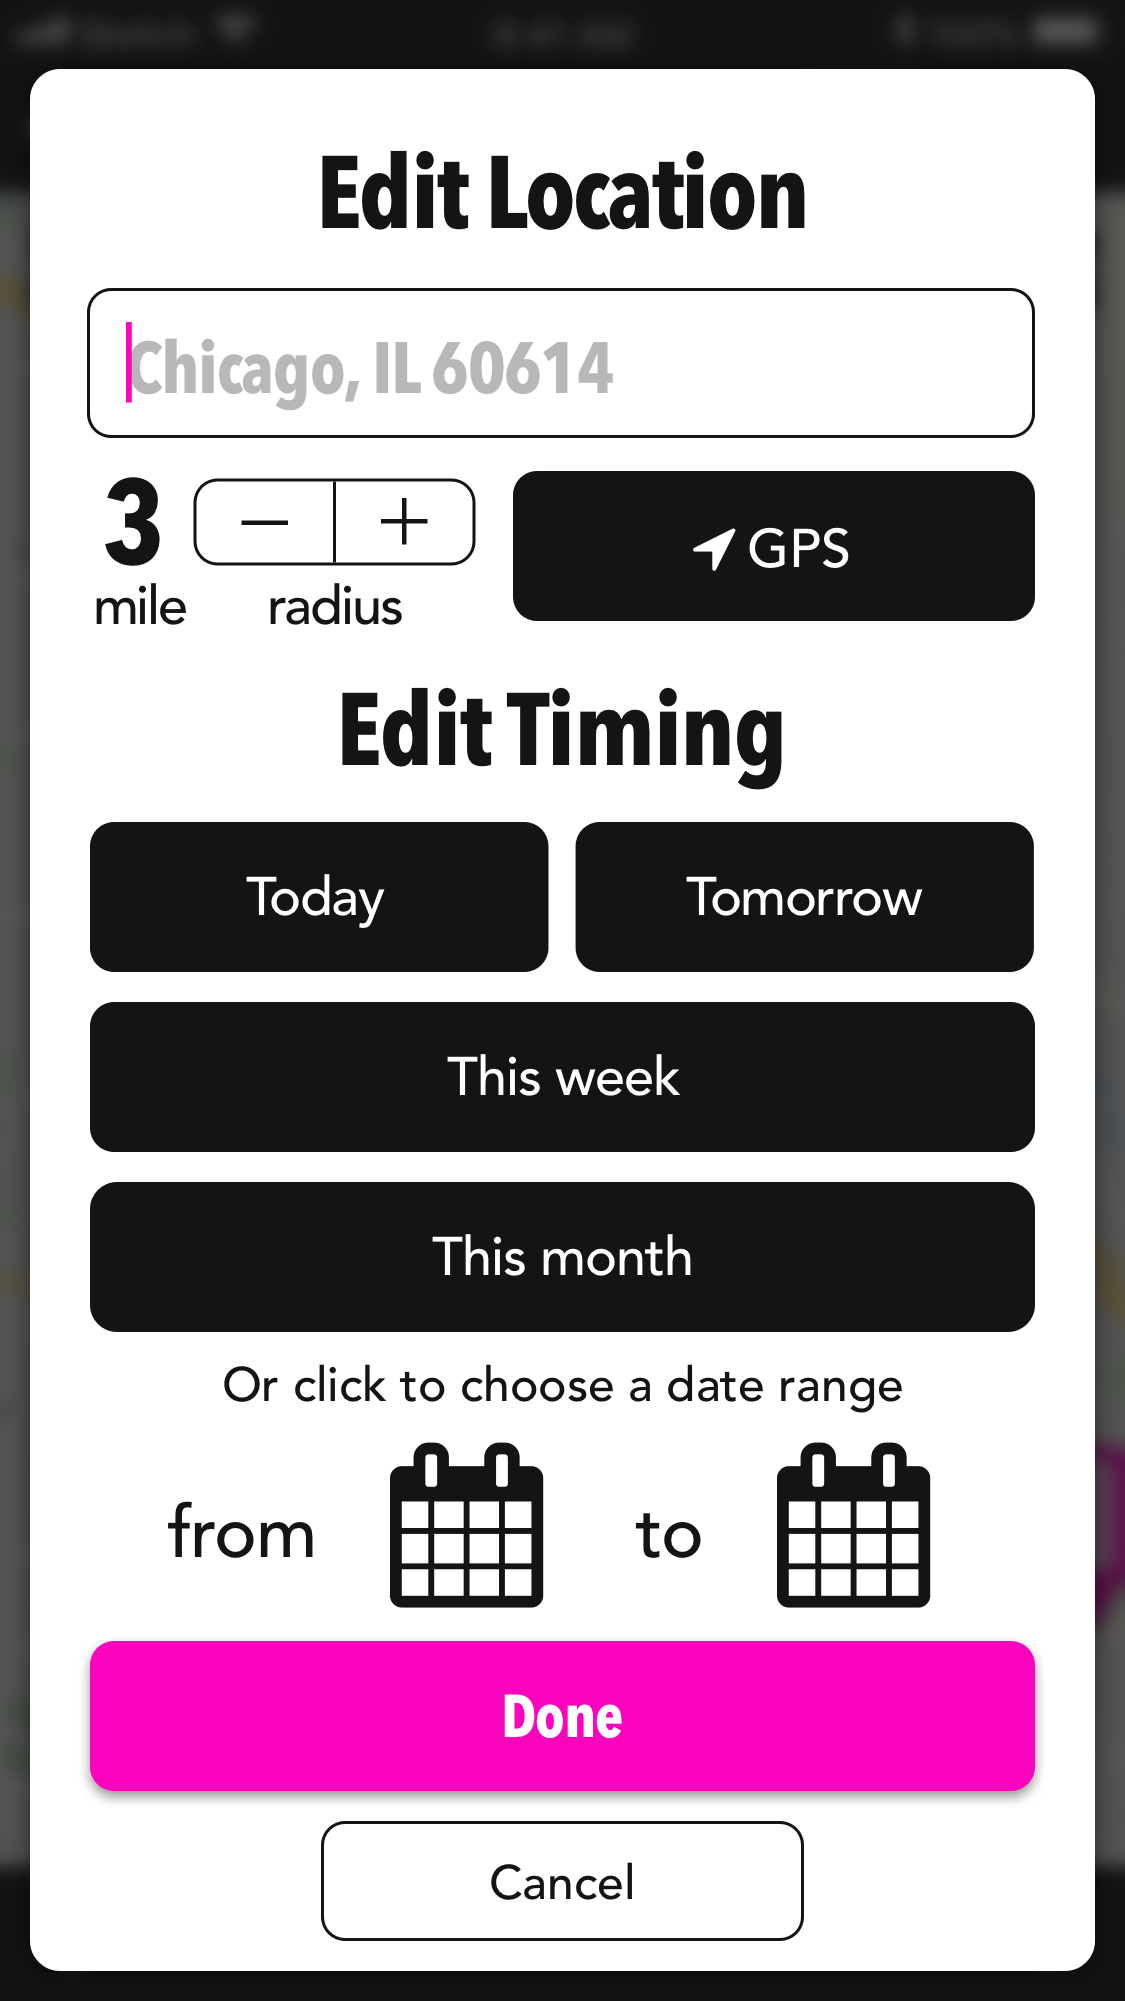 Edit Location
Chicago, IL 60614
3
mile radius
GPS
Edit Timing
Today
Tomorrow
This week
This month
Or click to choose a date range
from
to
Done
Cancel